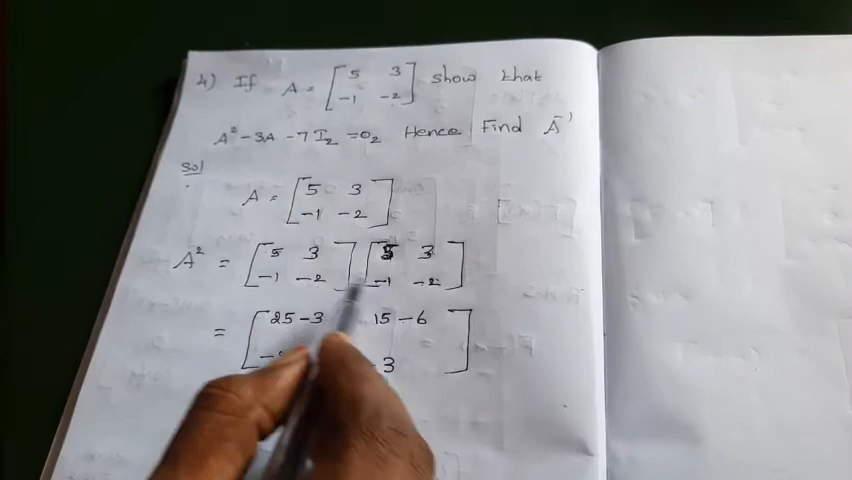 4) If A = [5 3 show that
-1 -2]
A² - 3A - 7I₂ = O₂ Hence Find A⁻¹
Sol
A = [5 3
-1 -2]
A² = [5 3 [5 3
-1 -2] -1 -2]
= [25-3 15-6
-3]